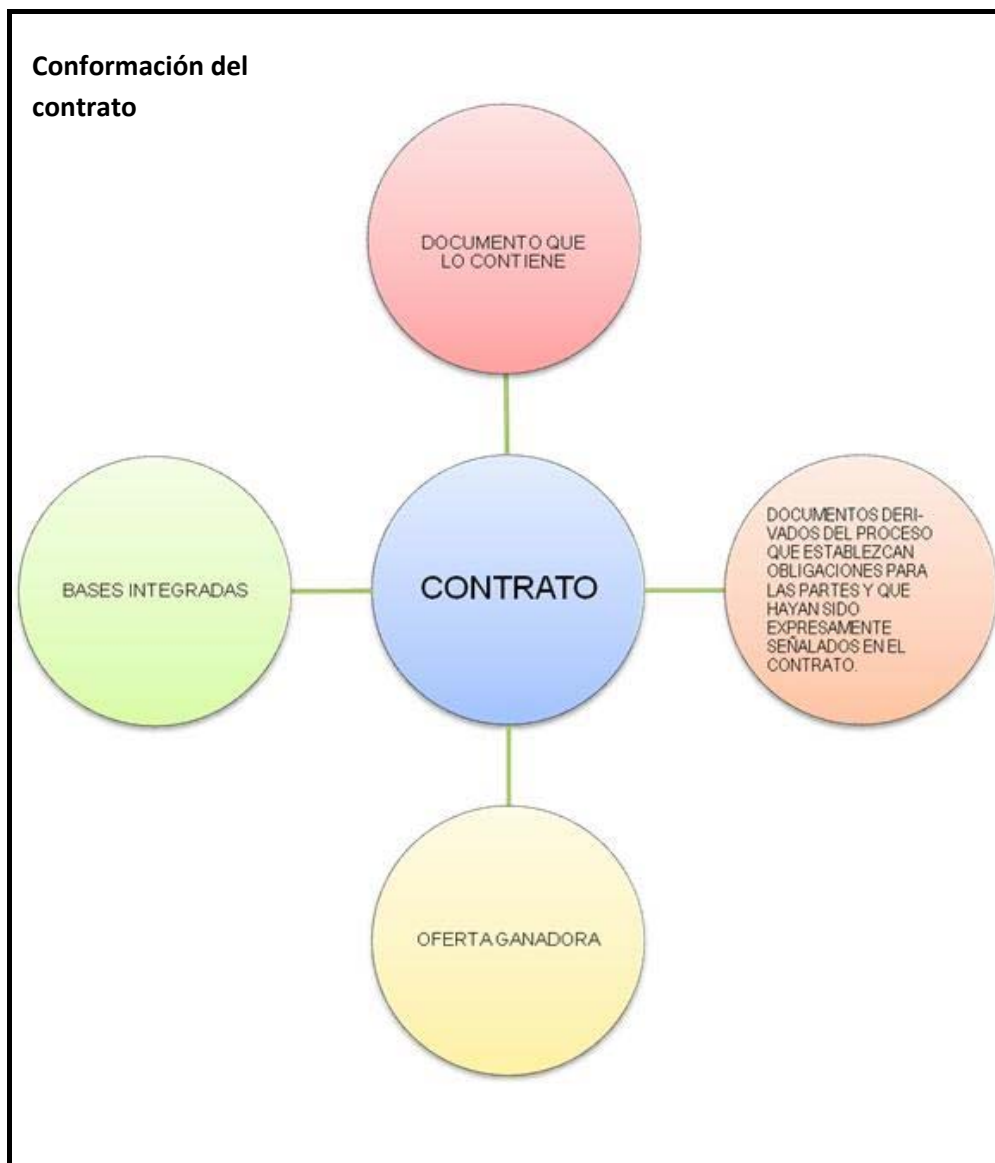 Conformación del
contrato
DOCUMENTO QUE
LO CONTIENE
BASES INTEGRADAS
CONTRATO
DOCUMENTOS DERI-
VADOS DEL PROCESO
QUE ESTABLEZCAN
OBLIGACIONES PARA
LAS PARTES Y QUE
HAYAN SIDO
EXPRESAMENTE
SEÑALADOS EN EL
CONTRATO.
OFERTA GANADORA